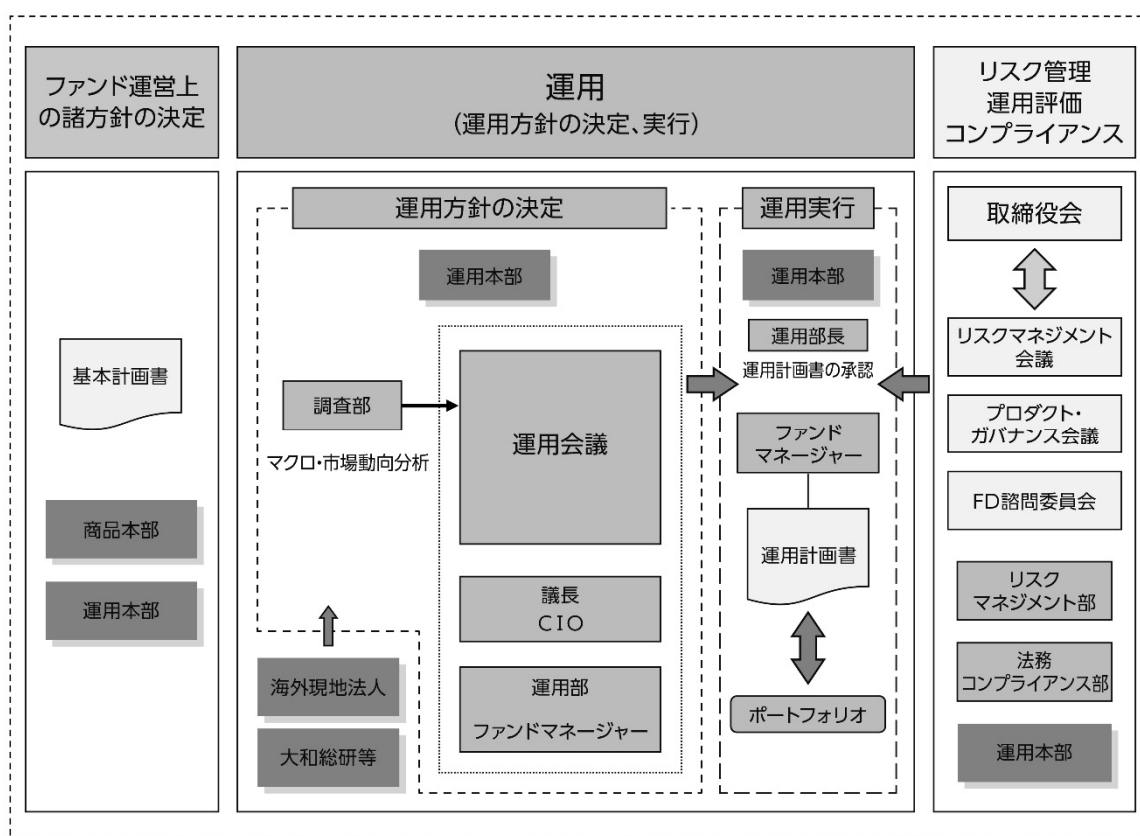 ファンド運営上
の諸方針の決定
運用
(運用方針の決定、実行)
リスク管理
運用評価
コンプライアンス
基本計画書
商品本部
運用本部
運用方針の決定
運用本部
調査部
マクロ・市場動向分析
運用会議
議長
CIO
運用部
ファンドマネージャー
海外現地法人
大和総研等
運用実行
運用本部
運用部長
運用計画書の承認
ファンド
マネージャー
運用計画書
ポートフォリオ
取締役会
リスクマネジメント
会議
プロダクト・
ガバナンス会議
FD諮問委員会
リスク
マネジメント部
法務
コンプライアンス部
運用本部